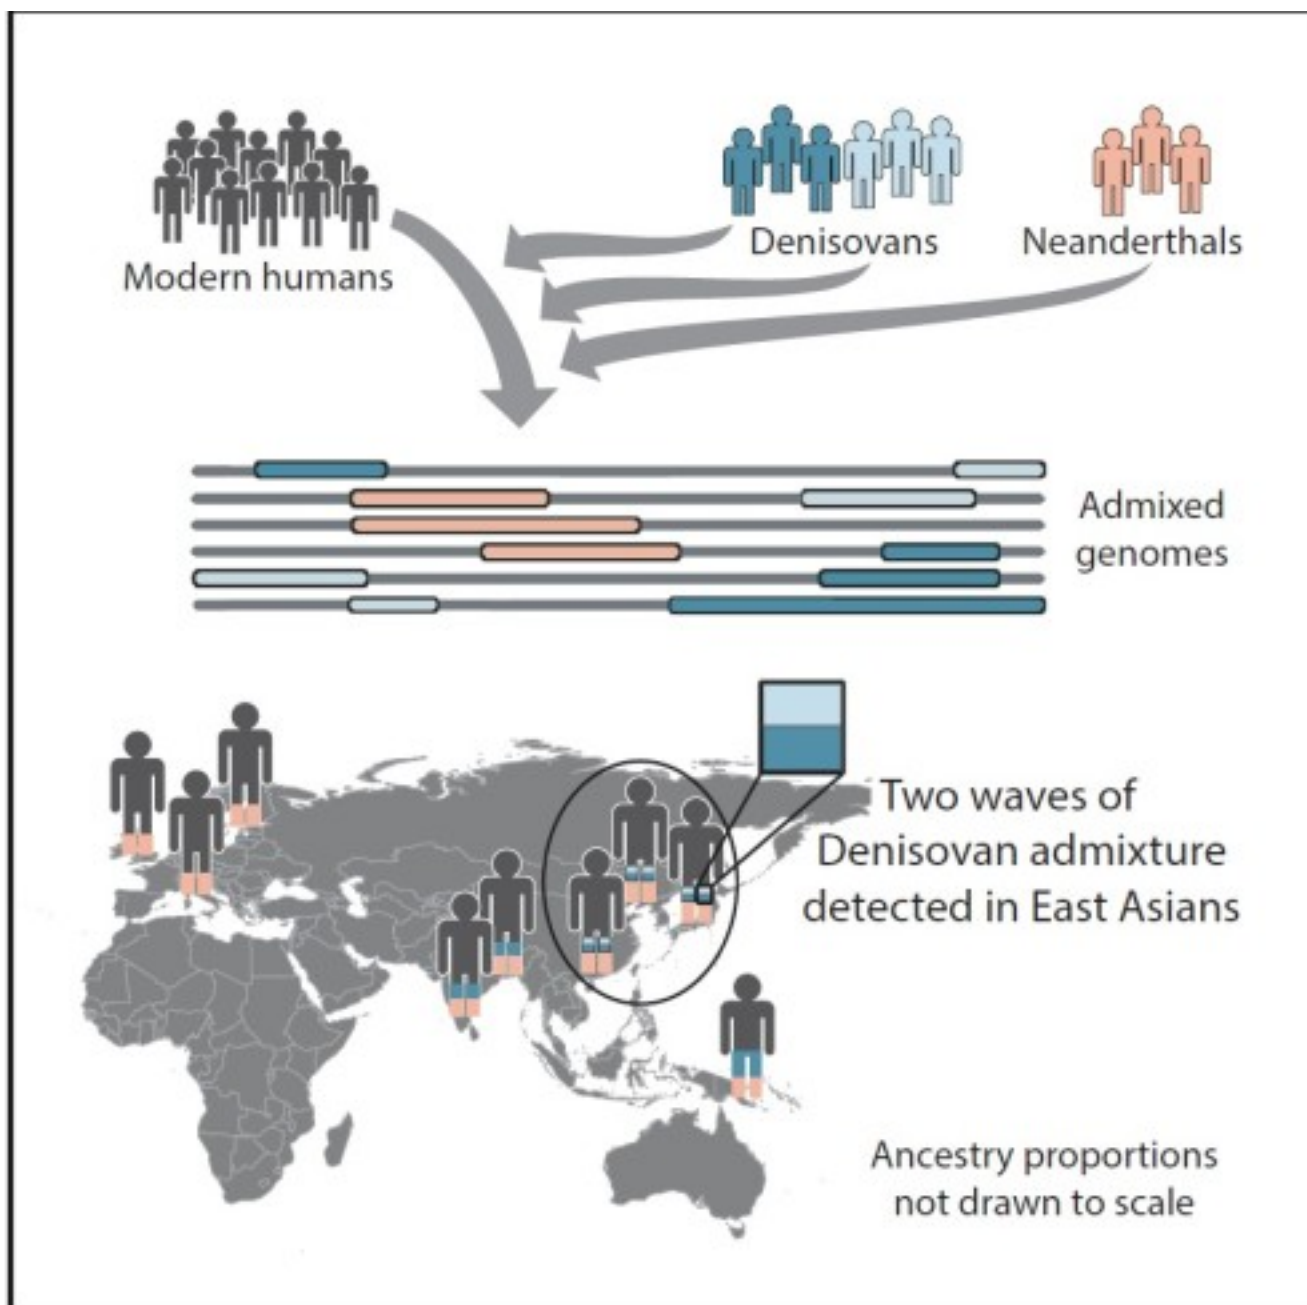 Modern humans
Denisovans
Neanderthals
Admixed
genomes
Two waves of
Denisovan admixture
detected in East Asians
Ancestry proportions
not drawn to scale